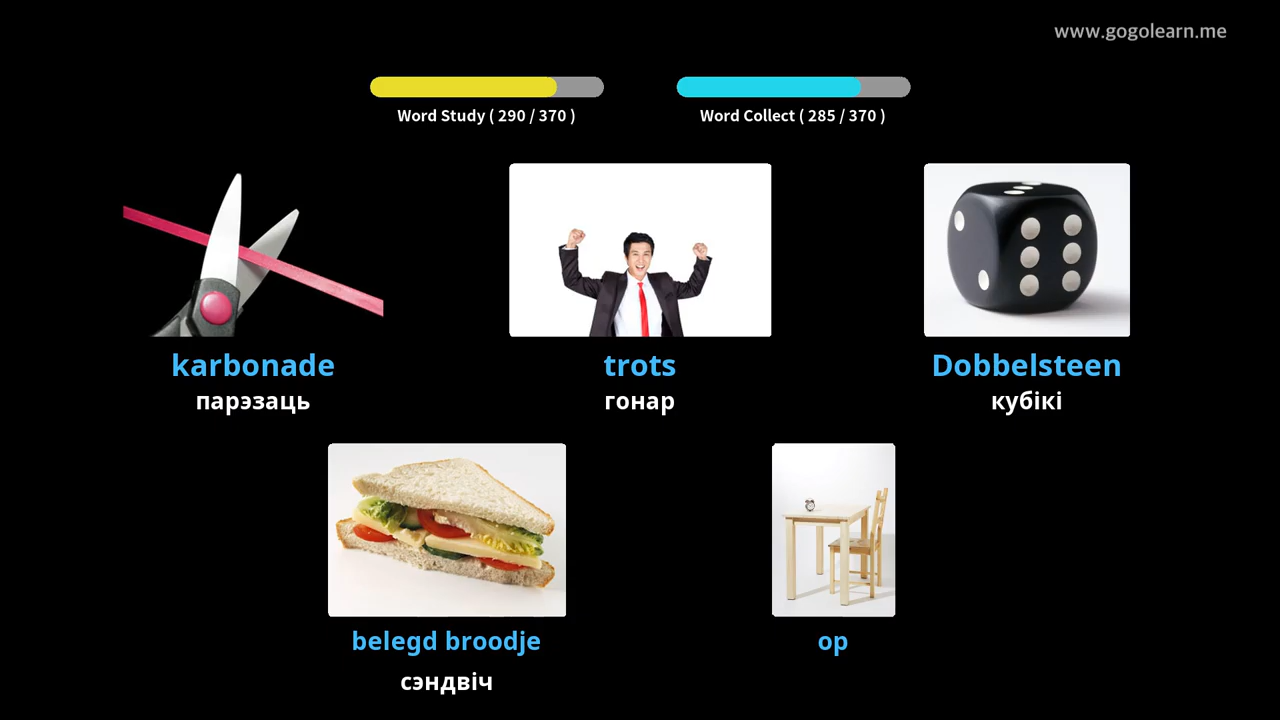 www.gogolearn.me
Word Study ( 290 / 370 )
Word Collect ( 285 / 370 )
karbonade
парэзаць
trots
гонар
Dobbelsteen
кубікі
belegd broodje
сэндвіч
op